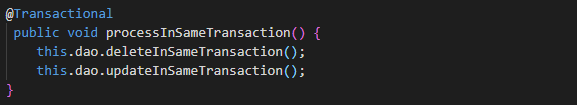 @Transactional
public void processInSameTransaction() {
this.dao.deleteInSameTransaction();
this.dao.updateInSameTransaction();
}